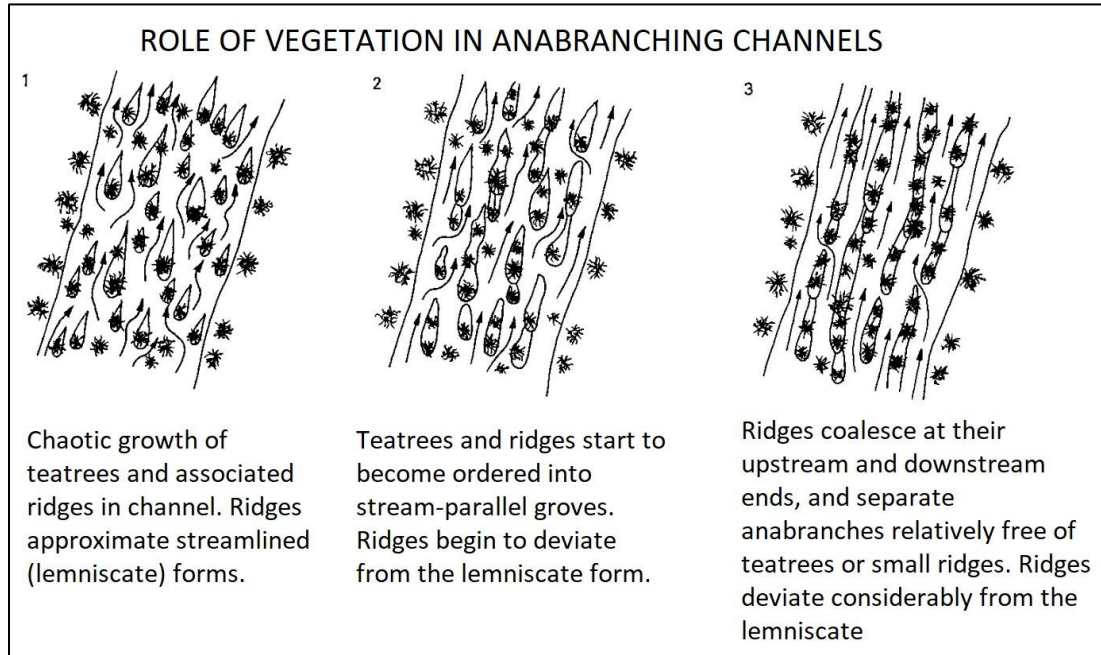 ROLE OF VEGETATION IN ANABRANCHING CHANNELS
1
2
3
Chaotic growth of
teatrees and associated
ridges in channel. Ridges
approximate streamlined
(lemniscate) forms.
Teatrees and ridges start to
become ordered into
stream-parallel groves.
Ridges begin to deviate
from the lemniscate form.
Ridges coalesce at their
upstream and downstream
ends, and separate
anabranches relatively free of
teatrees or small ridges. Ridges
deviate considerably from the
lemniscate